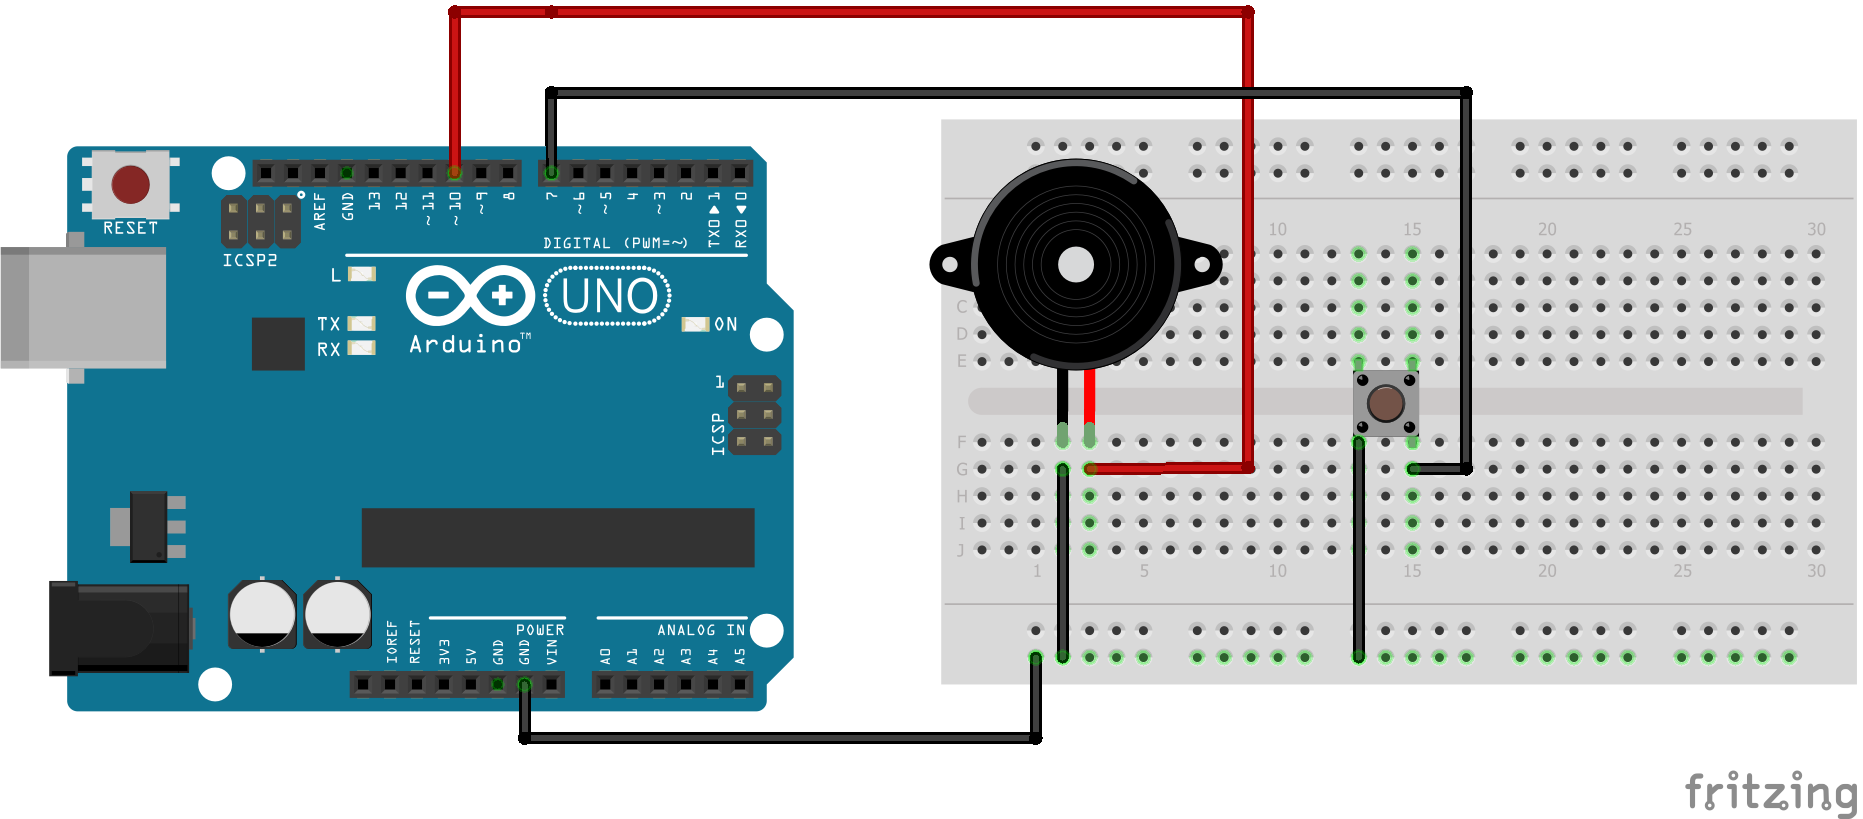 RESET
ICSP2
AREF
GND
13
12
~11
~10
~9
8
7
~6
~5
4
~3
2
TX0▶1
RX0◀0
DIGITAL (PWM=~)
L
TX
RX
UNO
Arduino™
ON
1
ICSP
IOREF
RESET
3V3
5V
GND
GND
VIN
POWER
ANALOG IN
A0
A1
A2
A3
A4
A5
10 15 20 25 30
C
D
E
F
G
H
I
J
1 5 10 15 20 25 30
fritzing